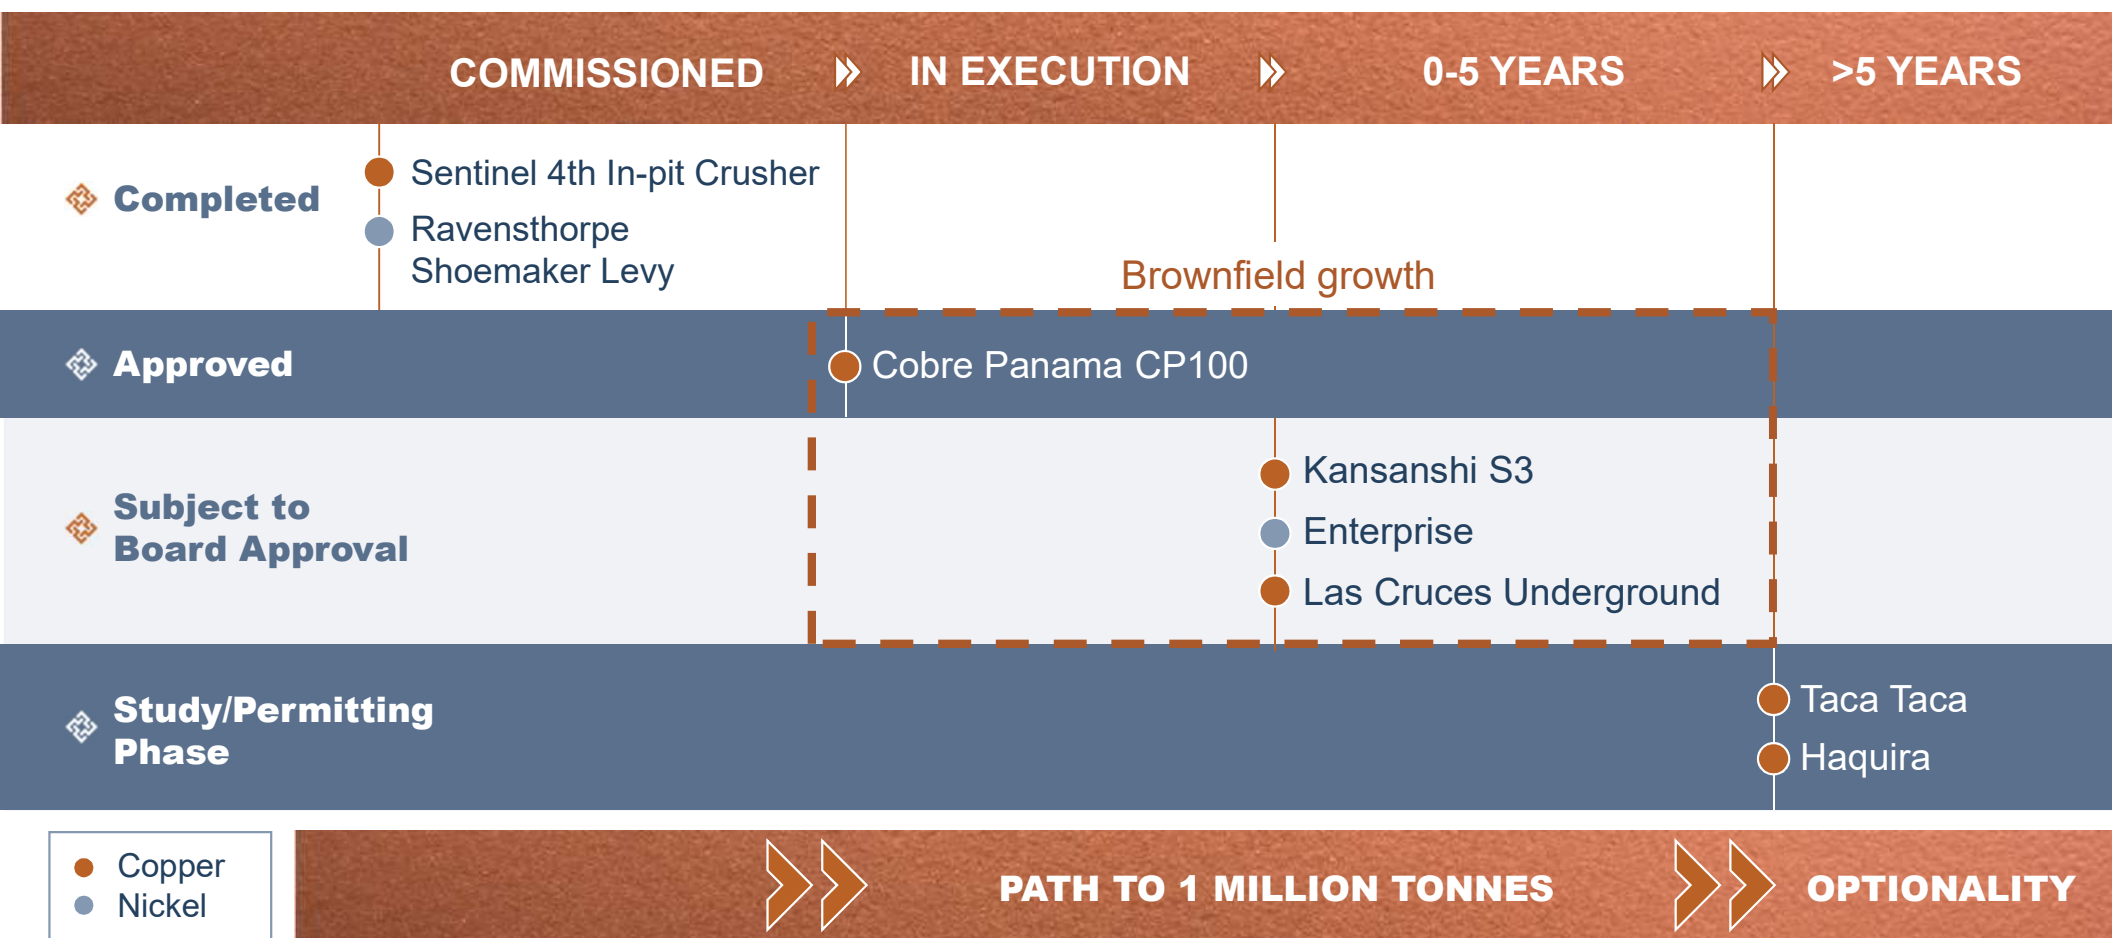 COMMISSIONED
IN EXECUTION
0-5 YEARS
>5 YEARS
Completed
Sentinel 4th In-pit Crusher
Ravensthorpe
Shoemaker Levy
Brownfield growth
Approved
Cobre Panama CP100
Subject to
Board Approval
Kansanshi S3
Enterprise
Las Cruces Underground
Study/Permitting
Phase
Taca Taca
Haquira
Copper
Nickel
PATH TO 1 MILLION TONNES
OPTIONALITY